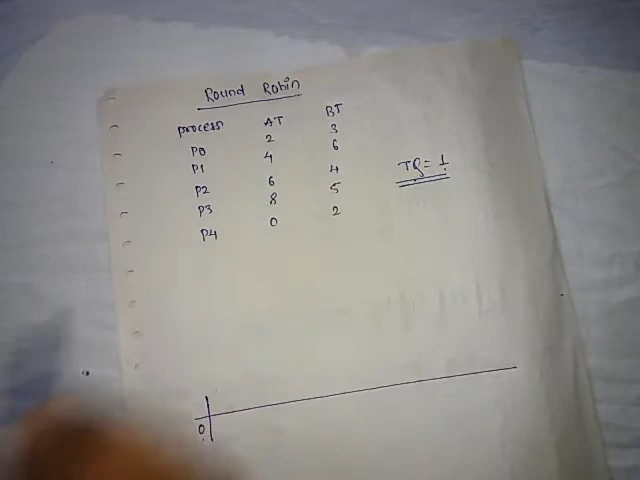 Round Robin
process AT BT
P0 2 3
P1 4 6
P2 6 4
P3 8 5
P4 0 2
TQ = 1
0